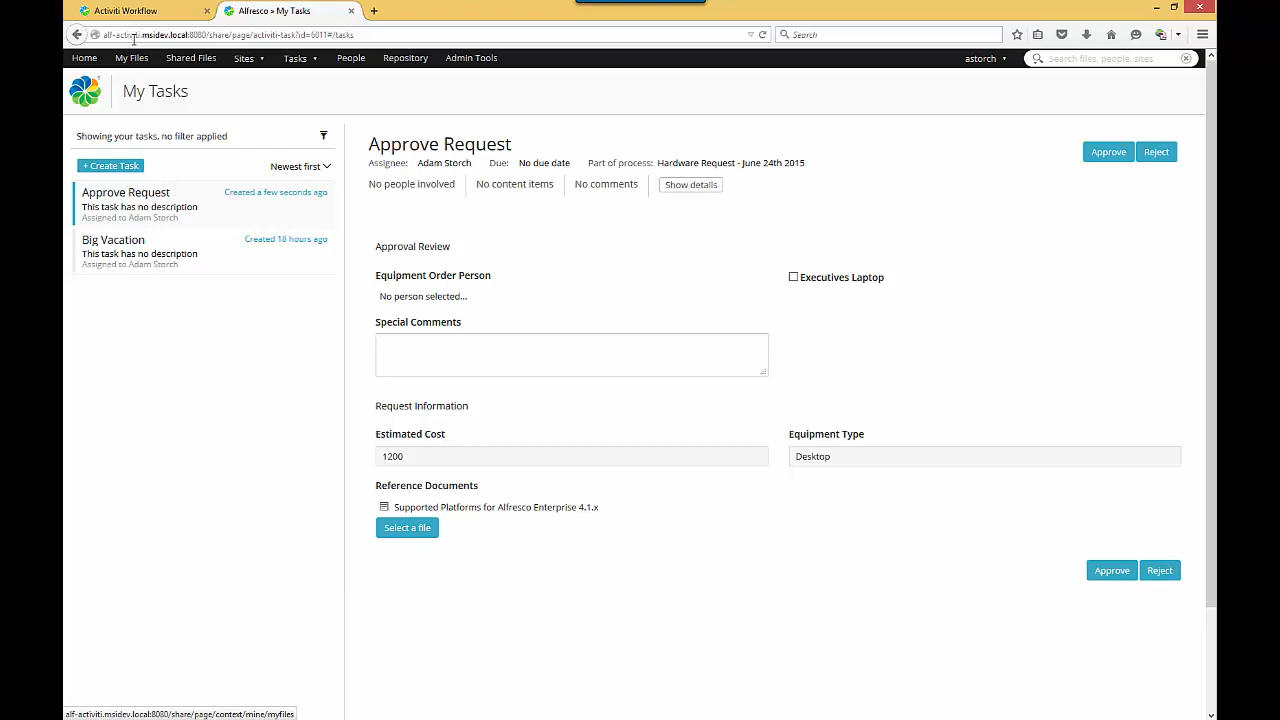 Activiti Workflow
Alfresco » My Tasks
alf-activiti.msidev.local:8080/share/page/activiti-task?id=6011#/tasks
Search
Home My Files Shared Files Sites Tasks People Repository Admin Tools
astorch
Search files, people, sites
My Tasks
Showing your tasks, no filter applied
+ Create Task
Newest first
Approve Request Created a few seconds ago
This task has no description
Assigned to Adam Storch
Big Vacation Created 18 hours ago
This task has no description
Assigned to Adam Storch
Approve Request
Approve Reject
Assignee: Adam Storch Due: No due date Part of process: Hardware Request - June 24th 2015
No people involved No content items No comments Show details
Approval Review
Equipment Order Person
Executives Laptop
No person selected...
Special Comments
Request Information
Estimated Cost Equipment Type
1200 Desktop
Reference Documents
Supported Platforms for Alfresco Enterprise 4.1.x
Select a file
Approve Reject
alf-activiti.msidev.local:8080/share/page/context/mine/myfiles